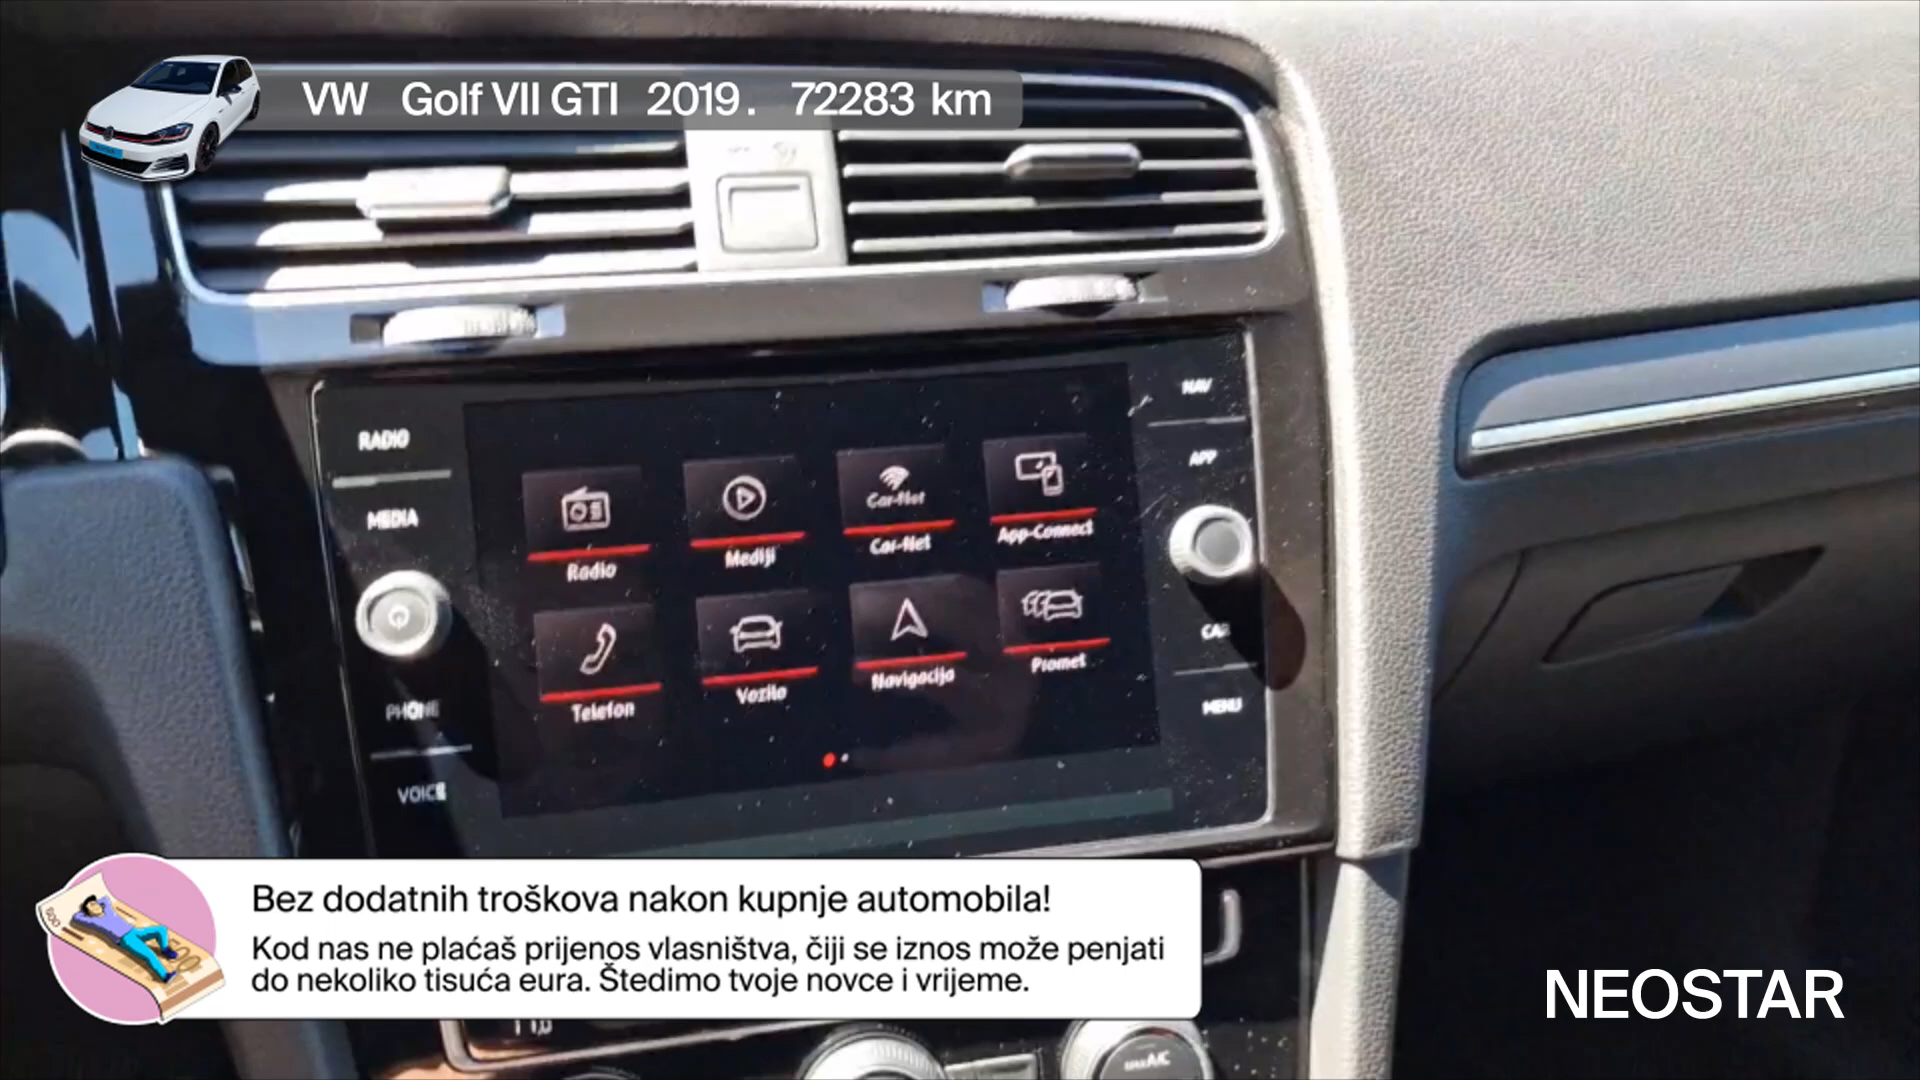 VW Golf VII GTI 2019. 72283 km
RADIO
MEDIA
PHONE
VOICE
NAV
APP
CAR
MENU
Car-Net
Radio
Mediji
Car-Net
App-Connect
Telefon
Vozilo
Navigacija
Promet
Bez dodatnih troškova nakon kupnje automobila!
Kod nas ne plaćaš prijenos vlasništva, čiji se iznos može penjati
do nekoliko tisuća eura. Štedimo tvoje novce i vrijeme.
NEOSTAR
A/C